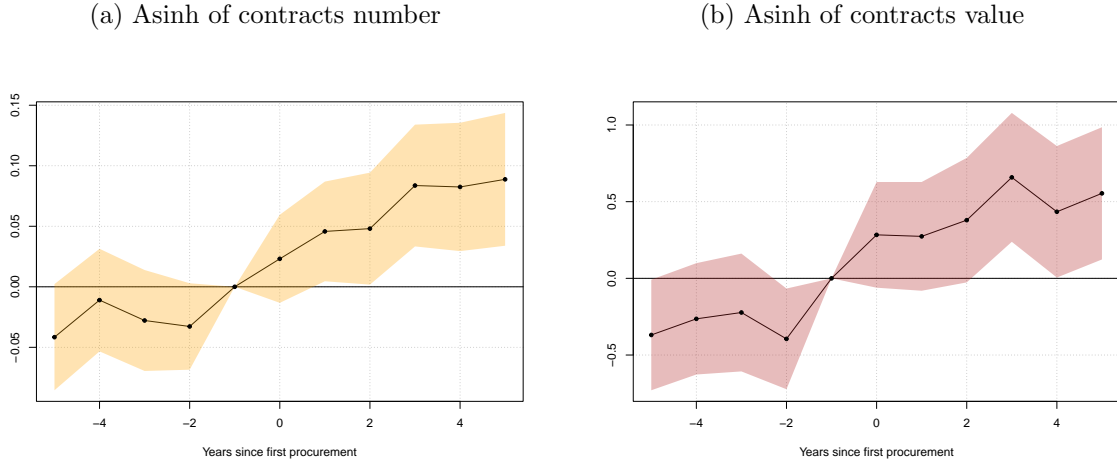 (a) Asinh of contracts number
(b) Asinh of contracts value
0.15
0.10
0.05
0.00
−0.05
−4 −2 0 2 4
Years since first procurement
1.0
0.5
0.0
−0.5
−4 −2 0 2 4
Years since first procurement